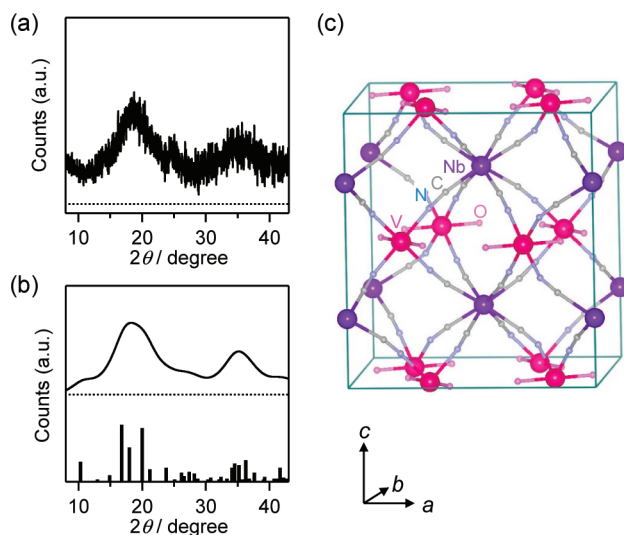 (a)
Counts (a.u.)
10 20 30 40
2θ / degree
(b)
Counts (a.u.)
10 20 30 40
2θ / degree
(c)
Nb
C
N
O
V
c
b
a